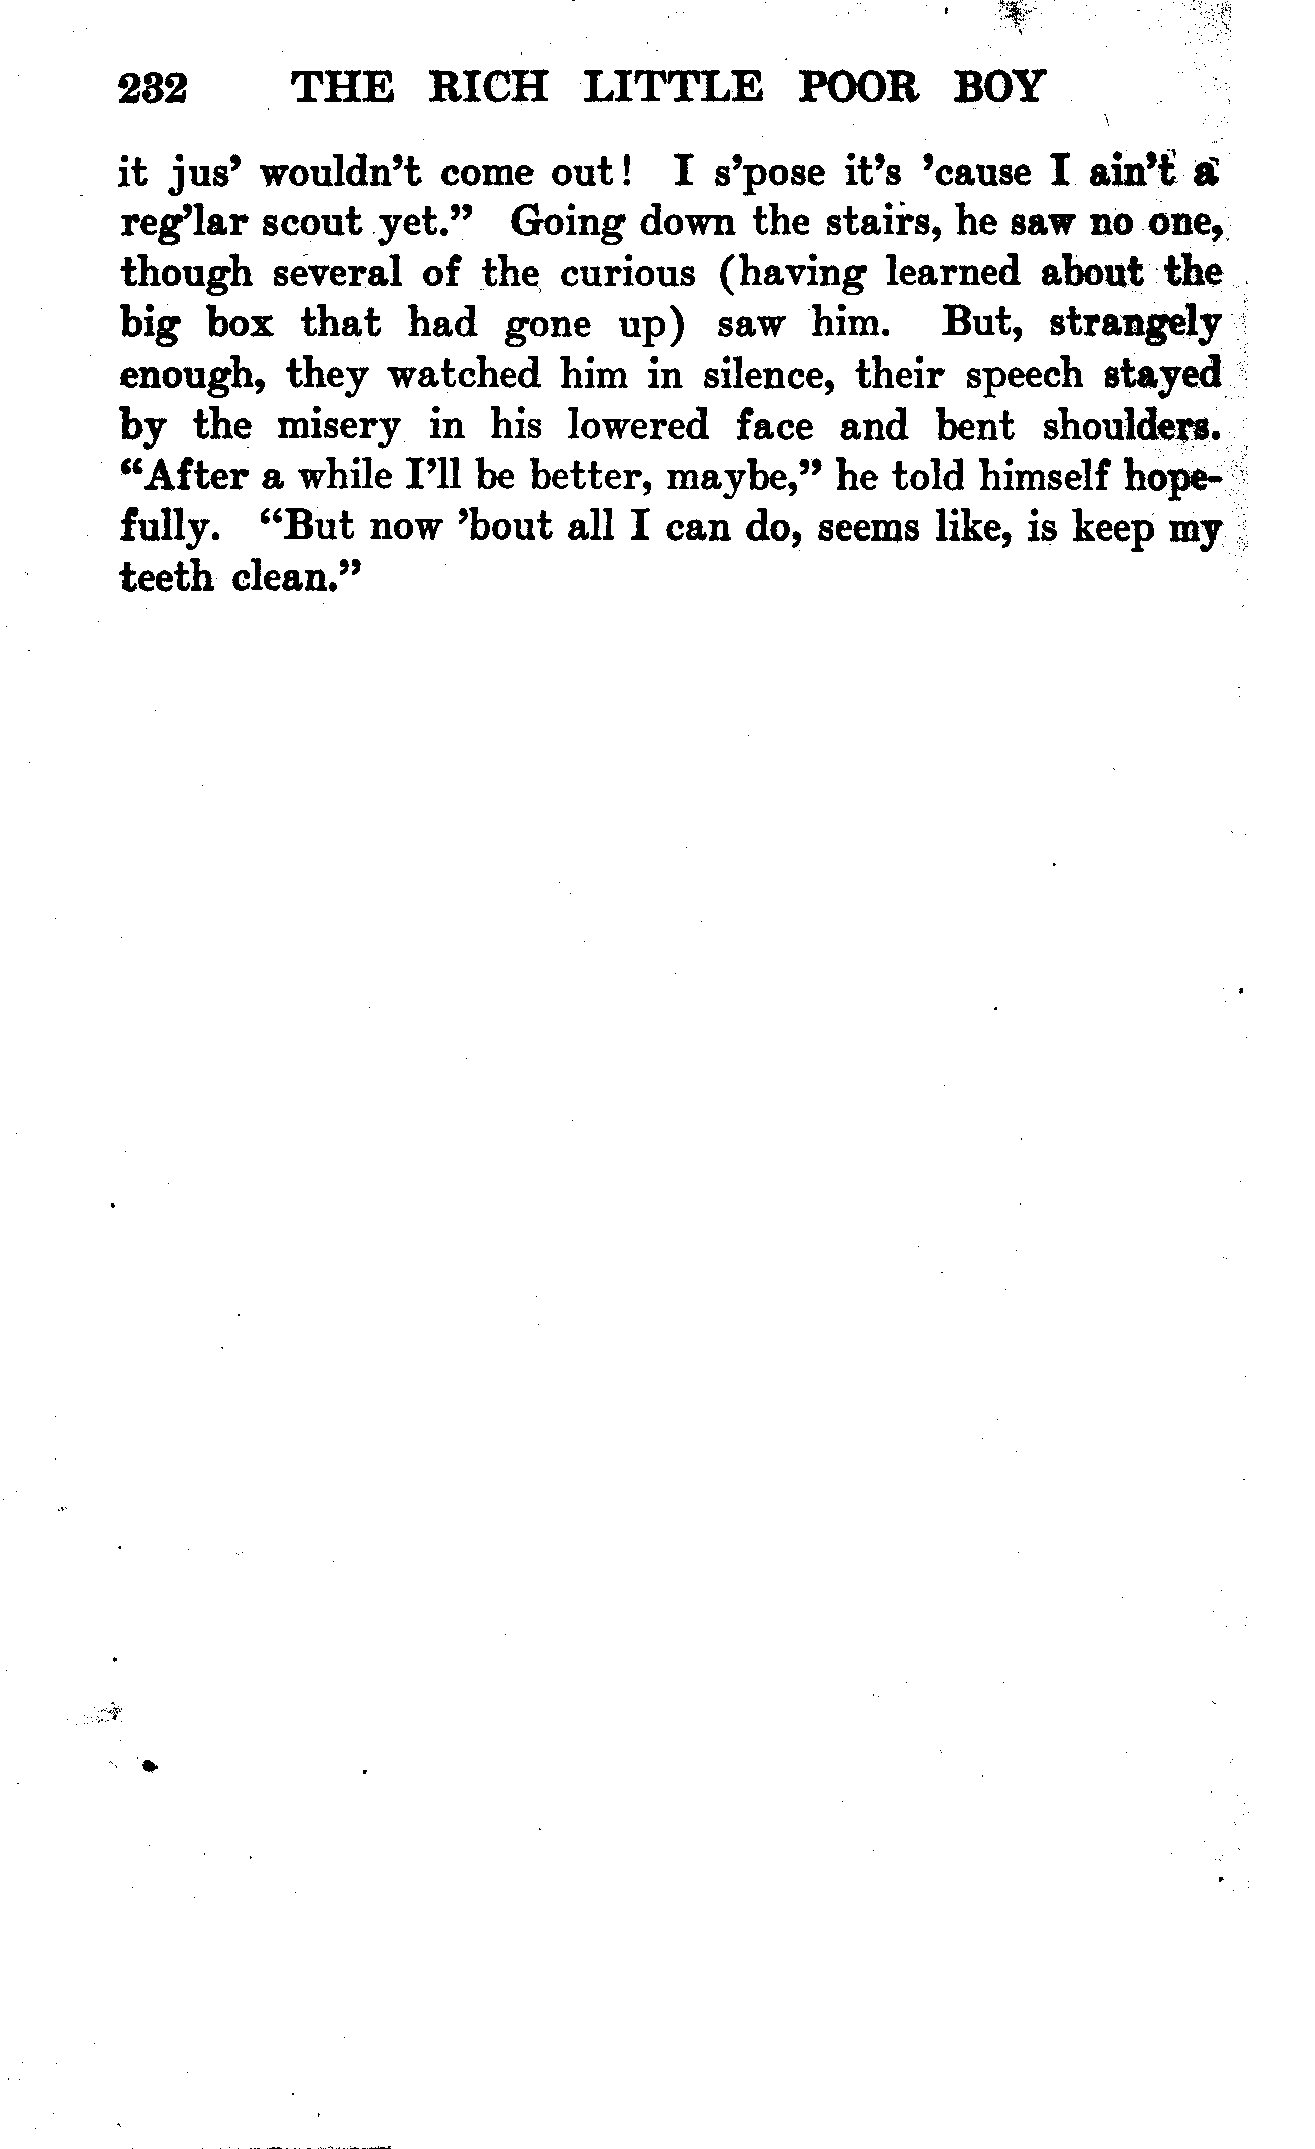 232 THE RICH LITTLE POOR BOY
it jus’ wouldn’t come out! I s’pose it’s ’cause I ain’t a
reg’lar scout yet.” Going down the stairs, he saw no one,
though several of the curious (having learned about the
big box that had gone up) saw him. But, strangely
enough, they watched him in silence, their speech stayed
by the misery in his lowered face and bent shoulders.
“After a while I’ll be better, maybe,” he told himself hope-
fully. “But now ’bout all I can do, seems like, is keep my
teeth clean.”